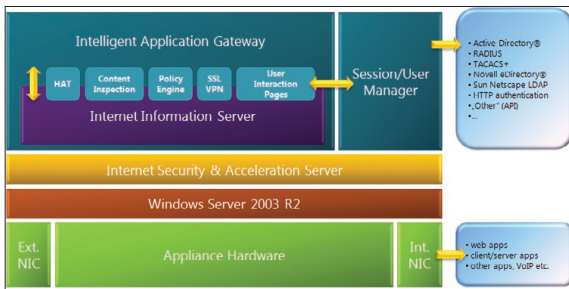 Intelligent Application Gateway
HAT
Content
Inspection
Policy
Engine
SSL
VPN
User
Interaction
Pages
Internet Information Server
Session/User
Manager
• Active Directory®
• RADIUS
• TACACS+
• Novell eDirectory®
• Sun Netscape LDAP
• HTTP authentication
• „Other" (API)
•...
Internet Security & Acceleration Server
Windows Server 2003 R2
Ext.
NIC
Appliance Hardware
Int.
NIC
• web apps
• client/server apps
• other apps, VoIP etc.